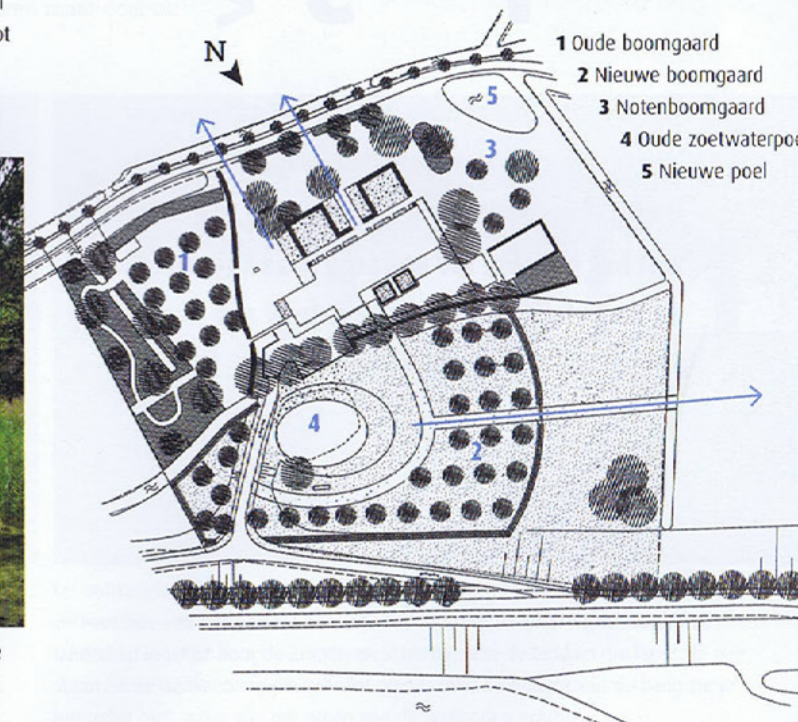 N
1 Oude boomgaard
2 Nieuwe boomgaard
3 Notenboomgaard
4 Oude zoetwaterpoe
5 Nieuwe poel
5
3
1
4
2